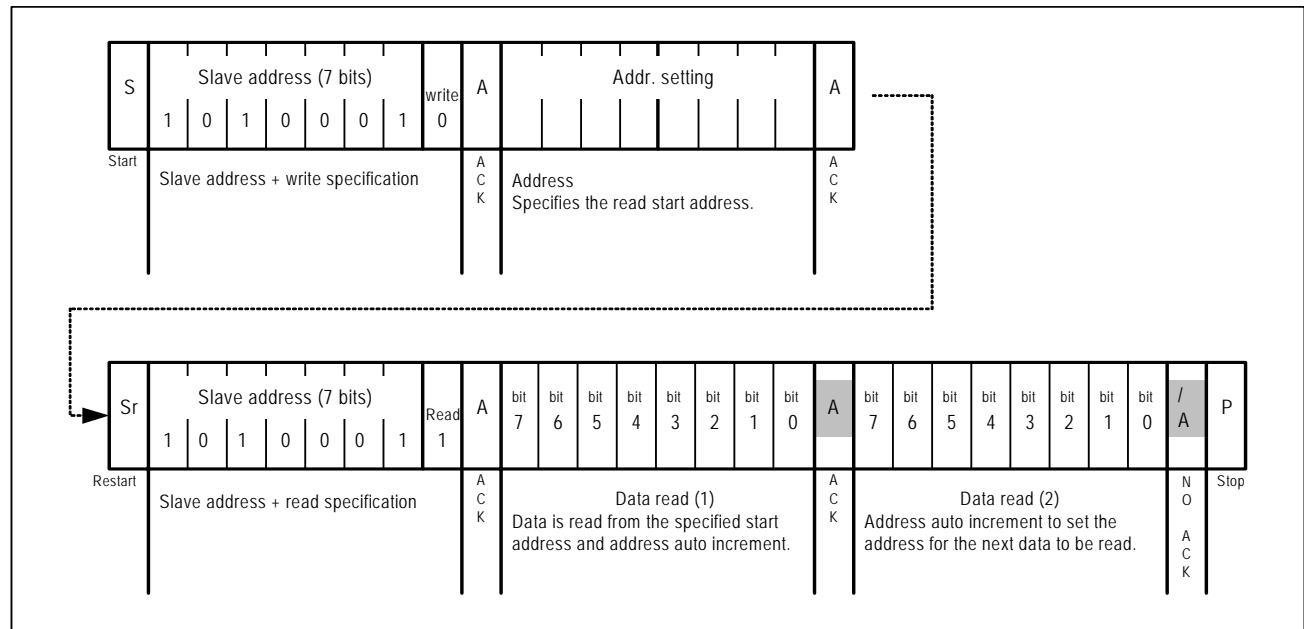 S Slave address (7 bits) write A Addr. setting A
1 0 1 0 0 0 1 0
Start
Slave address + write specification
A
C
K
Address
Specifies the read start address.
A
C
K
Sr Slave address (7 bits) Read A bit bit bit bit bit bit bit bit A bit bit bit bit bit bit bit bit / A P
1 0 1 0 0 0 1 1 7 6 5 4 3 2 1 0 7 6 5 4 3 2 1 0
Restart
Slave address + read specification
A
C
K
Data read (1)
Data is read from the specified start
address and address auto increment.
A
C
K
Data read (2)
Address auto increment to set the
address for the next data to be read.
N
O
A
C
K
Stop